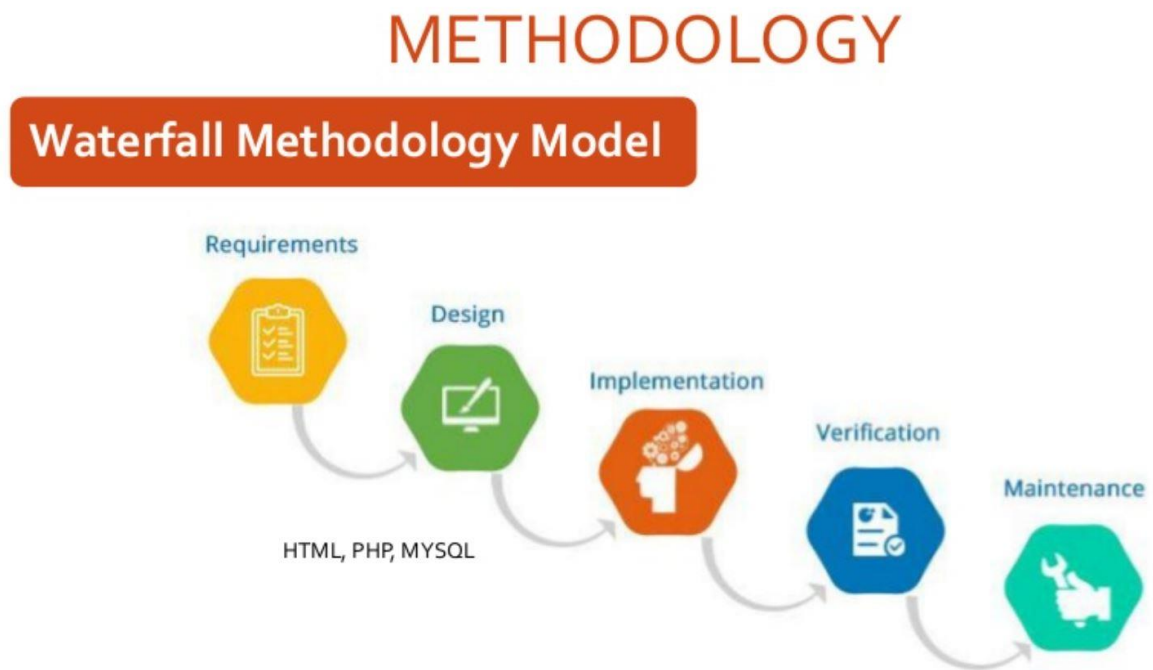 METHODOLOGY
Waterfall Methodology Model
Requirements
Design
Implementation
Verification
Maintenance
HTML, PHP, MYSQL